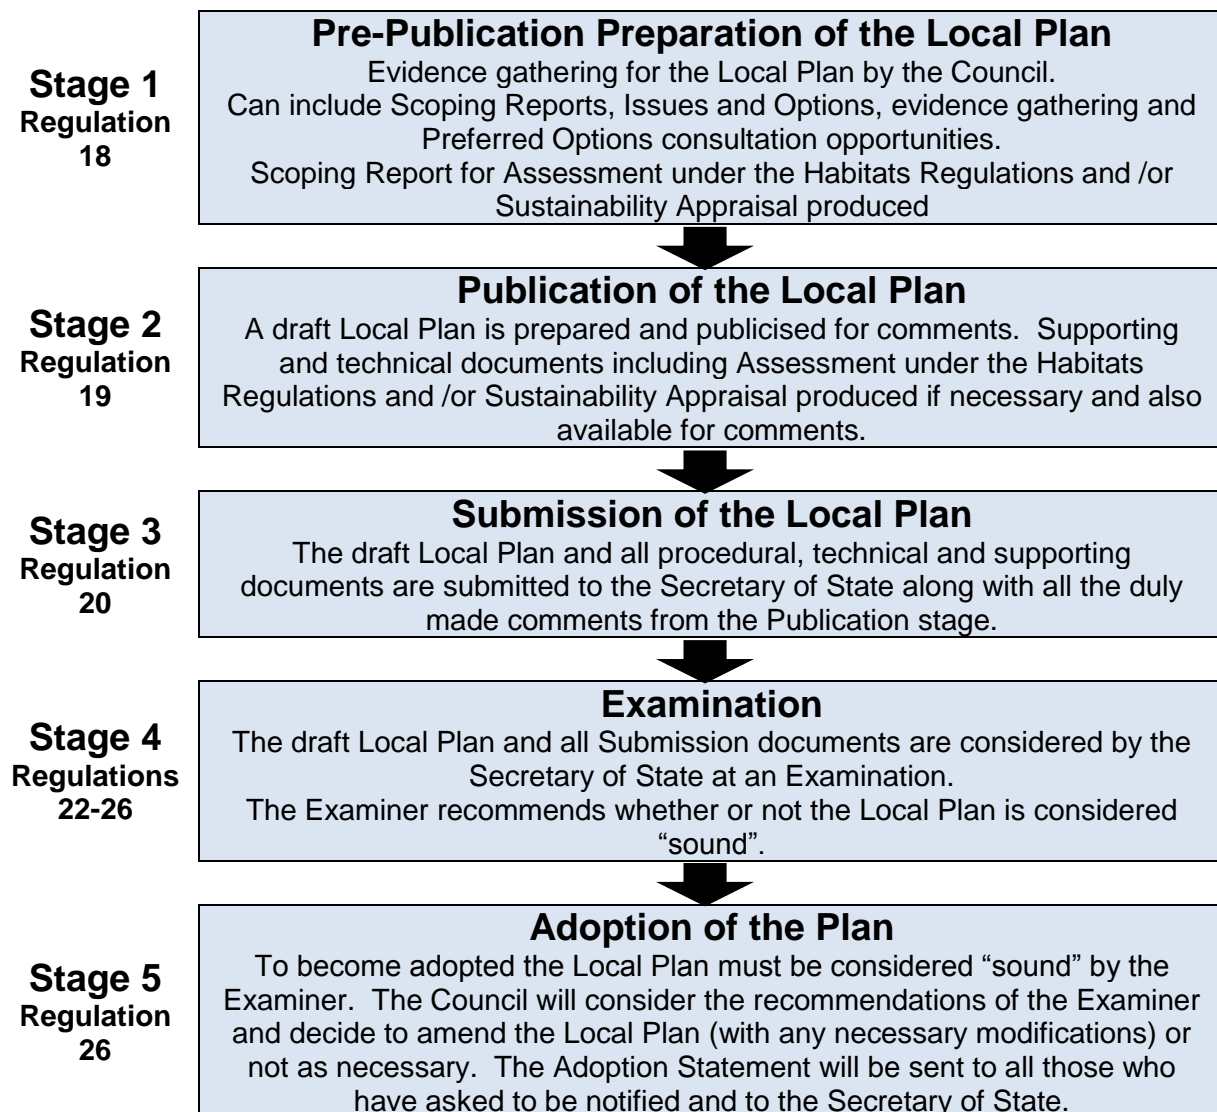 Stage 1
Regulation
18
Pre-Publication Preparation of the Local Plan
Evidence gathering for the Local Plan by the Council.
Can include Scoping Reports, Issues and Options, evidence gathering and
Preferred Options consultation opportunities.
Scoping Report for Assessment under the Habitats Regulations and /or
Sustainability Appraisal produced
Stage 2
Regulation
19
Publication of the Local Plan
A draft Local Plan is prepared and publicised for comments.  Supporting
and technical documents including Assessment under the Habitats
Regulations and /or Sustainability Appraisal produced if necessary and also
available for comments.
Stage 3
Regulation
20
Submission of the Local Plan
The draft Local Plan and all procedural, technical and supporting
documents are submitted to the Secretary of State along with all the duly
made comments from the Publication stage.
Stage 4
Regulations
22-26
Examination
The draft Local Plan and all Submission documents are considered by the
Secretary of State at an Examination.
The Examiner recommends whether or not the Local Plan is considered
“sound”.
Stage 5
Regulation
26
Adoption of the Plan
To become adopted the Local Plan must be considered “sound” by the
Examiner.  The Council will consider the recommendations of the Examiner
and decide to amend the Local Plan (with any necessary modifications) or
not as necessary.  The Adoption Statement will be sent to all those who
have asked to be notified and to the Secretary of State.